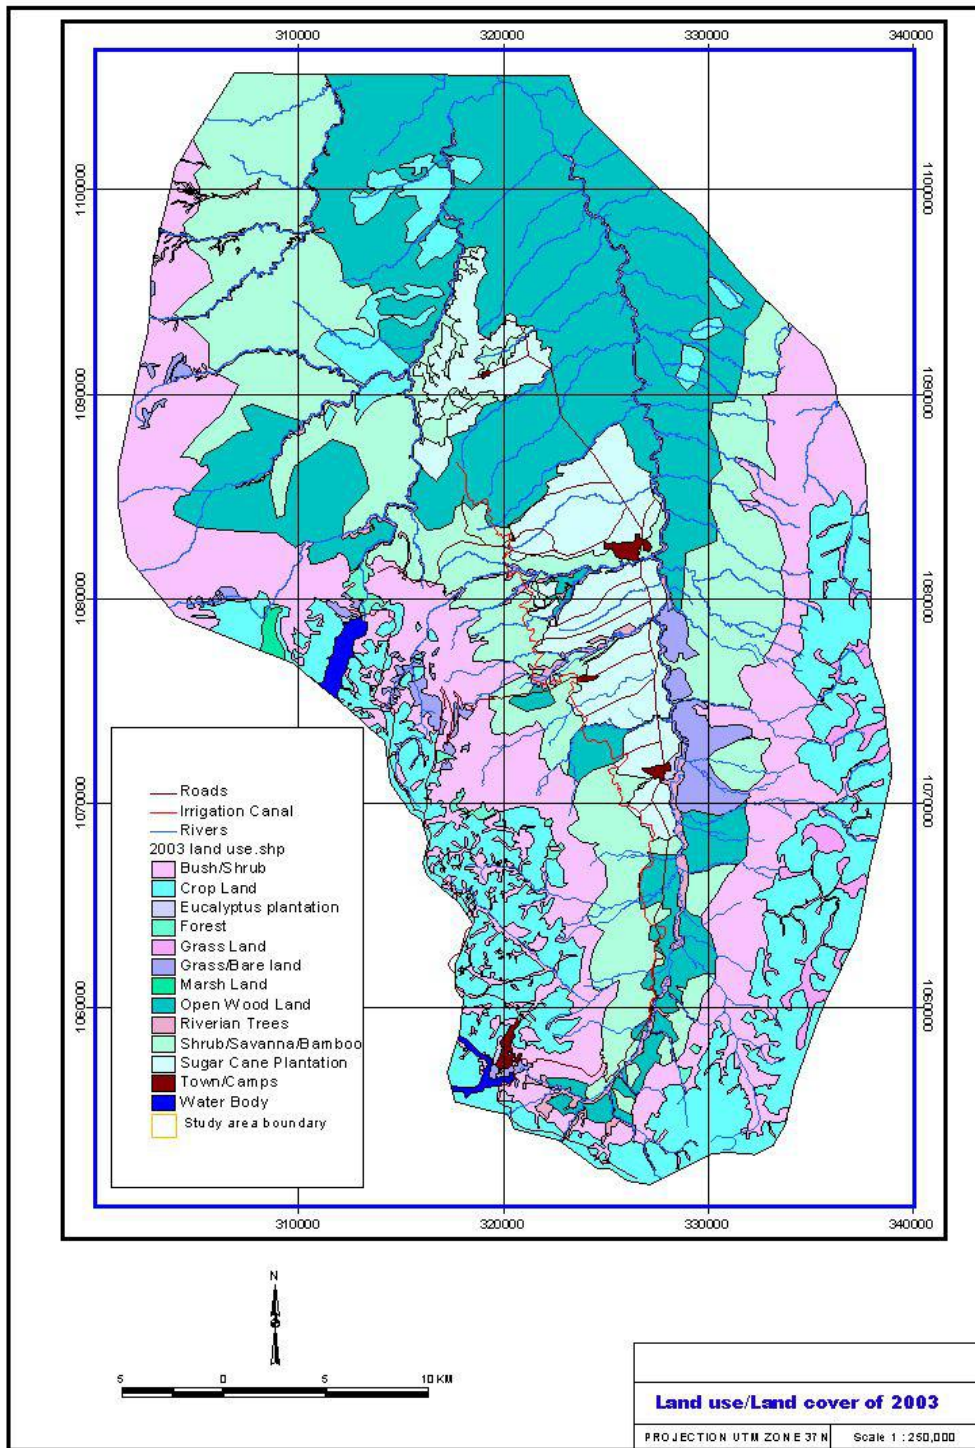 310000 320000 330000 340000
1100000 1100000
1090000 1090000
1080000 1080000
1070000 1070000
1060000 1060000
Roads
Irrigation Canal
Rivers
2003 land use.shp
Bush/Shrub
Crop Land
Eucalyptus plantation
Forest
Grass Land
Grass/Bare land
Marsh Land
Open Wood Land
Riverian Trees
Shrub/Savanna/Bamboo
Sugar Cane Plantation
Town/Camps
Water Body
Study area boundary
310000 320000 330000 340000
N
5 0 5 10 KM
Land use/Land cover of 2003
PROJECTION UTM ZONE 37N Scale 1 : 250,000